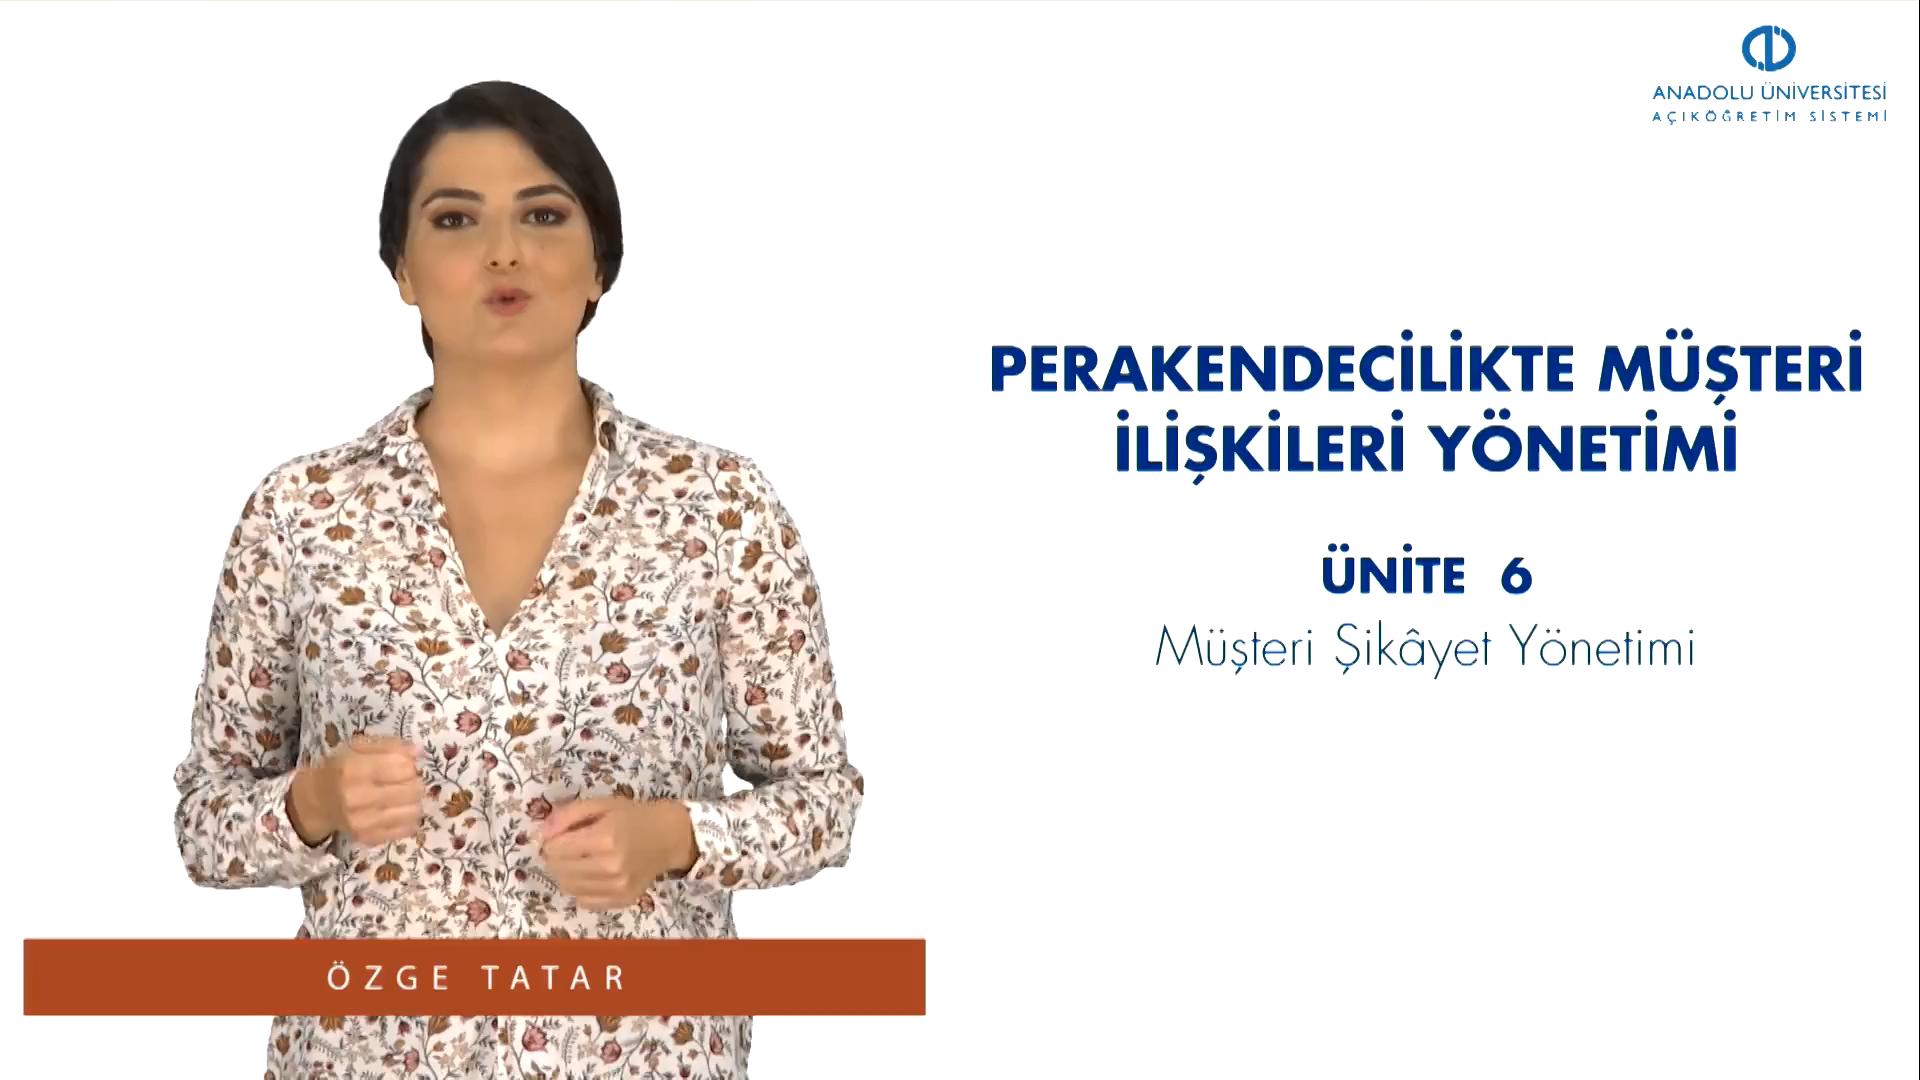 ANADOLU ÜNİVERSİTESİ
AÇIKÖĞRETİM SİSTEMİ
PERAKENDECİLİKTE MÜŞTERİ
İLİŞKİLERİ YÖNETİMİ
ÜNİTE 6
Müşteri Şikâyet Yönetimi
ÖZGE TATAR